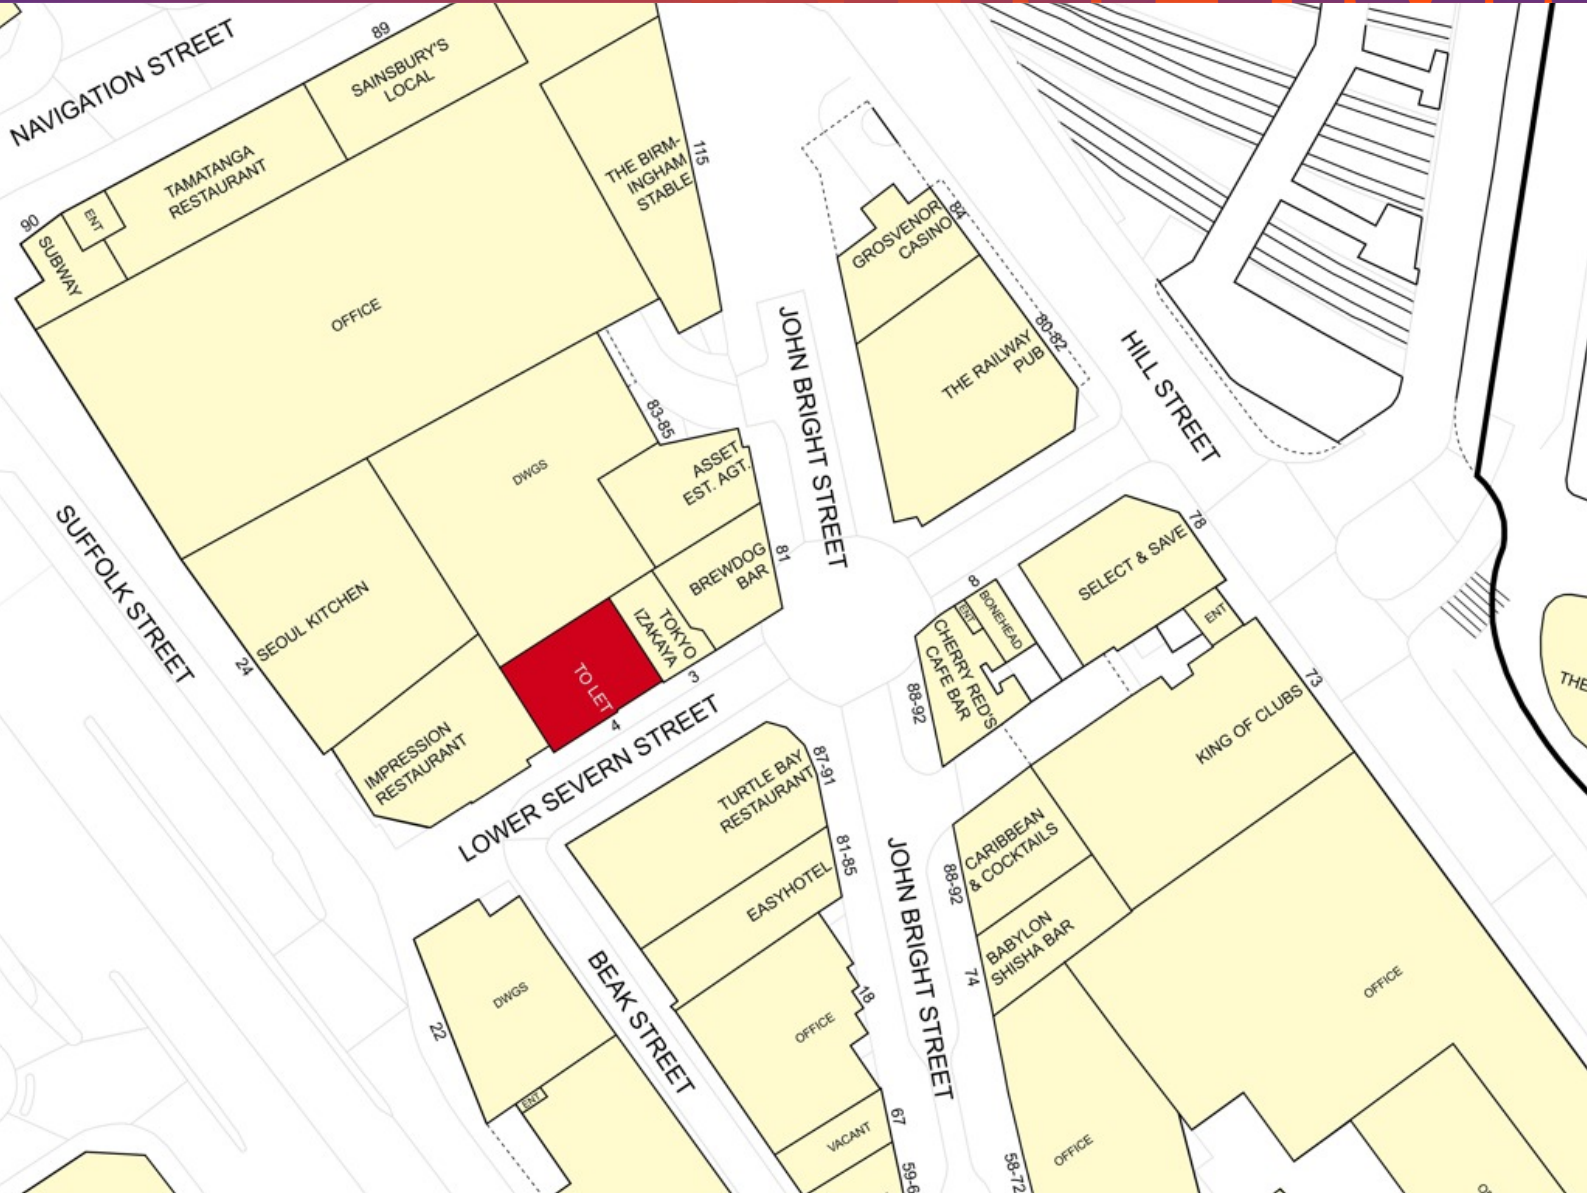 NAVIGATION STREET
89
SAINSBURY'S
LOCAL
TAMATANGA
RESTAURANT
90
ENT
SUBWAY
OFFICE
THE BIRM-
INGHAM
STABLE
115
GROSVENOR
CASINO
84
80-82
THE RAILWAY
PUB
JOHN BRIGHT STREET
HILL STREET
83-85
ASSET
EST. AGT.
DWGS
BREWDOG
BAR
81
SUFFOLK STREET
SEOUL KITCHEN
24
TOKYO
IZAKAYA
TO LET
3
4
IMPRESSION
RESTAURANT
LOWER SEVERN STREET
78
SELECT & SAVE
8
BONEHEAD
ENT
CHERRY RED'S
CAFE BAR
88-92
ENT
73
KING OF CLUBS
THE
TURTLE BAY
RESTAURANT
87-91
81-85
EASYHOTEL
JOHN BRIGHT STREET
CARIBBEAN
& COCKTAILS
88-92
BABYLON
SHISHA BAR
74
OFFICE
DWGS
22
ENT
BEAK STREET
18
OFFICE
67
VACANT
59-6
58-72
OFFICE